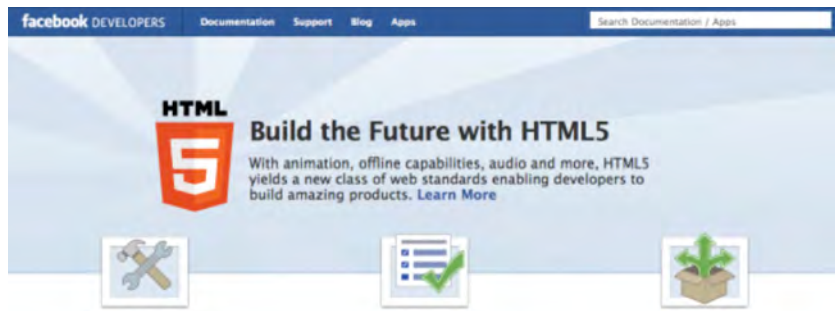 facebook DEVELOPERS Documentation Support Blog Apps Search Documentation / Apps
HTML
5
Build the Future with HTML5
With animation, offline capabilities, audio and more, HTML5
yields a new class of web standards enabling developers to
build amazing products. Learn More